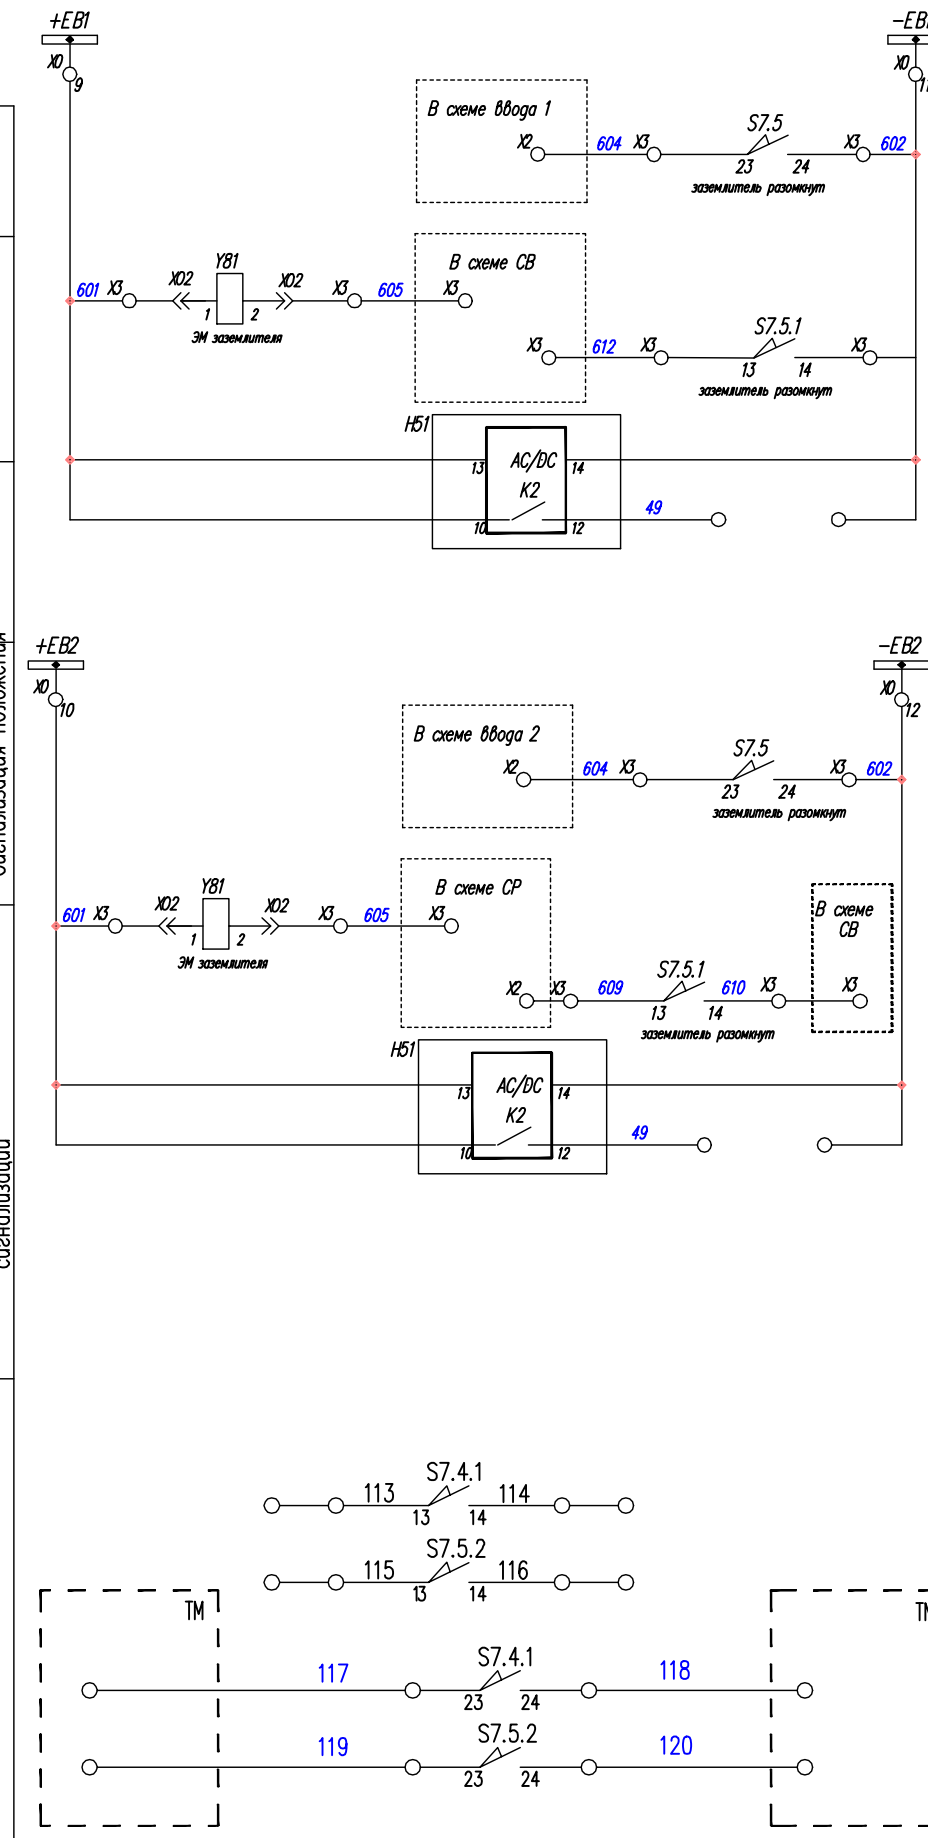 +EB1
X0
9
-EB1
X0
11
В схеме ввода 1
X2
604
X3
S7.5
23
24
X3
602
заземлитель разомкнут
601
X3
X02
Y81
1
2
X02
X3
605
ЭМ заземлителя
В схеме СВ
X3
X3
612
X3
S7.5.1
13
14
X3
заземлитель разомкнут
H51
13
AC/DC
14
K2
10
12
49
+EB2
X0
10
-EB2
X0
12
В схеме ввода 2
X2
604
X3
S7.5
23
24
X3
602
заземлитель разомкнут
601
X3
X02
Y81
1
2
X02
X3
605
ЭМ заземлителя
В схеме СР
X3
X2
X3
609
S7.5.1
13
14
610
X3
заземлитель разомкнут
В схеме
СВ
X3
H51
13
AC/DC
14
K2
10
12
49
сигнализации
113
S7.4.1
13
14
114
115
S7.5.2
13
14
116
ТМ
117
S7.4.1
23
24
118
119
S7.5.2
23
24
120